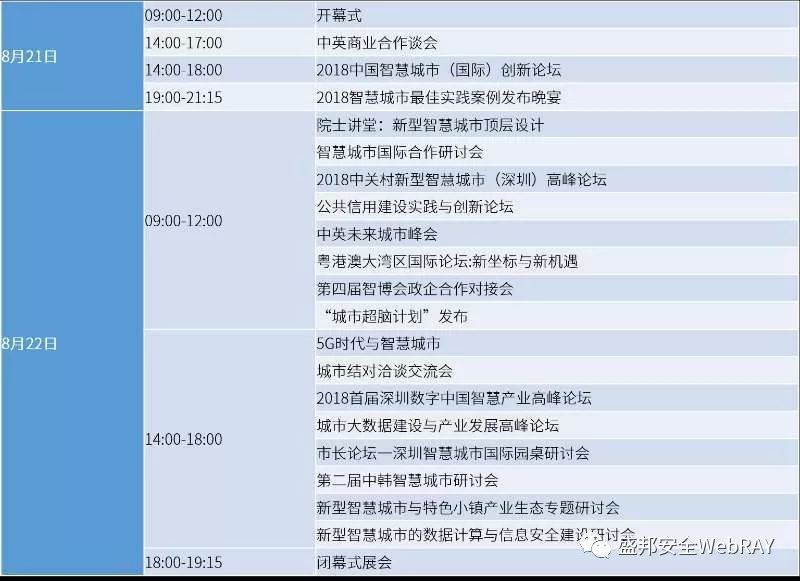 8月21日
09:00-12:00 开幕式
14:00-17:00 中英商业合作谈会
14:00-18:00 2018中国智慧城市（国际）创新论坛
19:00-21:15 2018智慧城市最佳实践案例发布晚宴
8月22日
09:00-12:00
院士讲堂：新型智慧城市顶层设计
智慧城市国际合作研讨会
2018中关村新型智慧城市（深圳）高峰论坛
公共信用建设实践与创新论坛
中英未来城市峰会
粤港澳大湾区国际论坛:新坐标与新机遇
第四届智博会政企合作对接会
“城市超脑计划”发布
14:00-18:00
5G时代与智慧城市
城市结对洽谈交流会
2018首届深圳数字中国智慧产业高峰论坛
城市大数据建设与产业发展高峰论坛
市长论坛—深圳智慧城市国际园桌研讨会
第二届中韩智慧城市研讨会
新型智慧城市与特色小镇产业生态专题研讨会
新型智慧城市的数据计算与信息安全建设研讨会
18:00-19:15 闭幕式展会
盛邦安全WebRAY